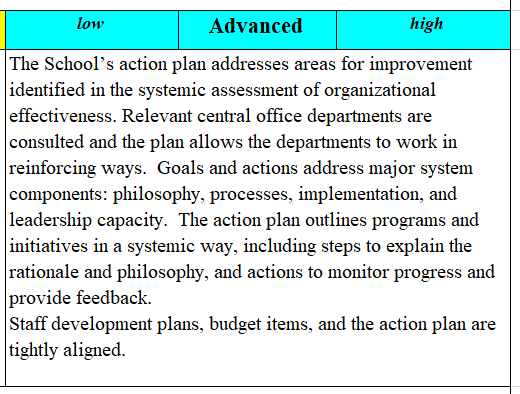 low Advanced high
The School's action plan addresses areas for improvement
identified in the systemic assessment of organizational
effectiveness. Relevant central office departments are
consulted and the plan allows the departments to work in
reinforcing ways.  Goals and actions address major system
components: philosophy, processes, implementation, and
leadership capacity.  The action plan outlines programs and
initiatives in a systemic way, including steps to explain the
rationale and philosophy, and actions to monitor progress and
provide feedback.
Staff development plans, budget items, and the action plan are
tightly aligned.